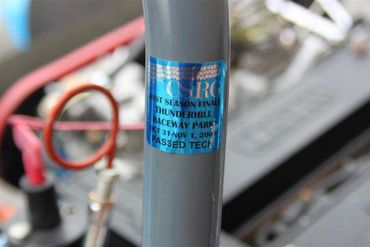 CSRG
SEASON FINALE
THUNDERHILL
RACEWAY PARK
OCT 31-NOV 1,
PASSED TECH